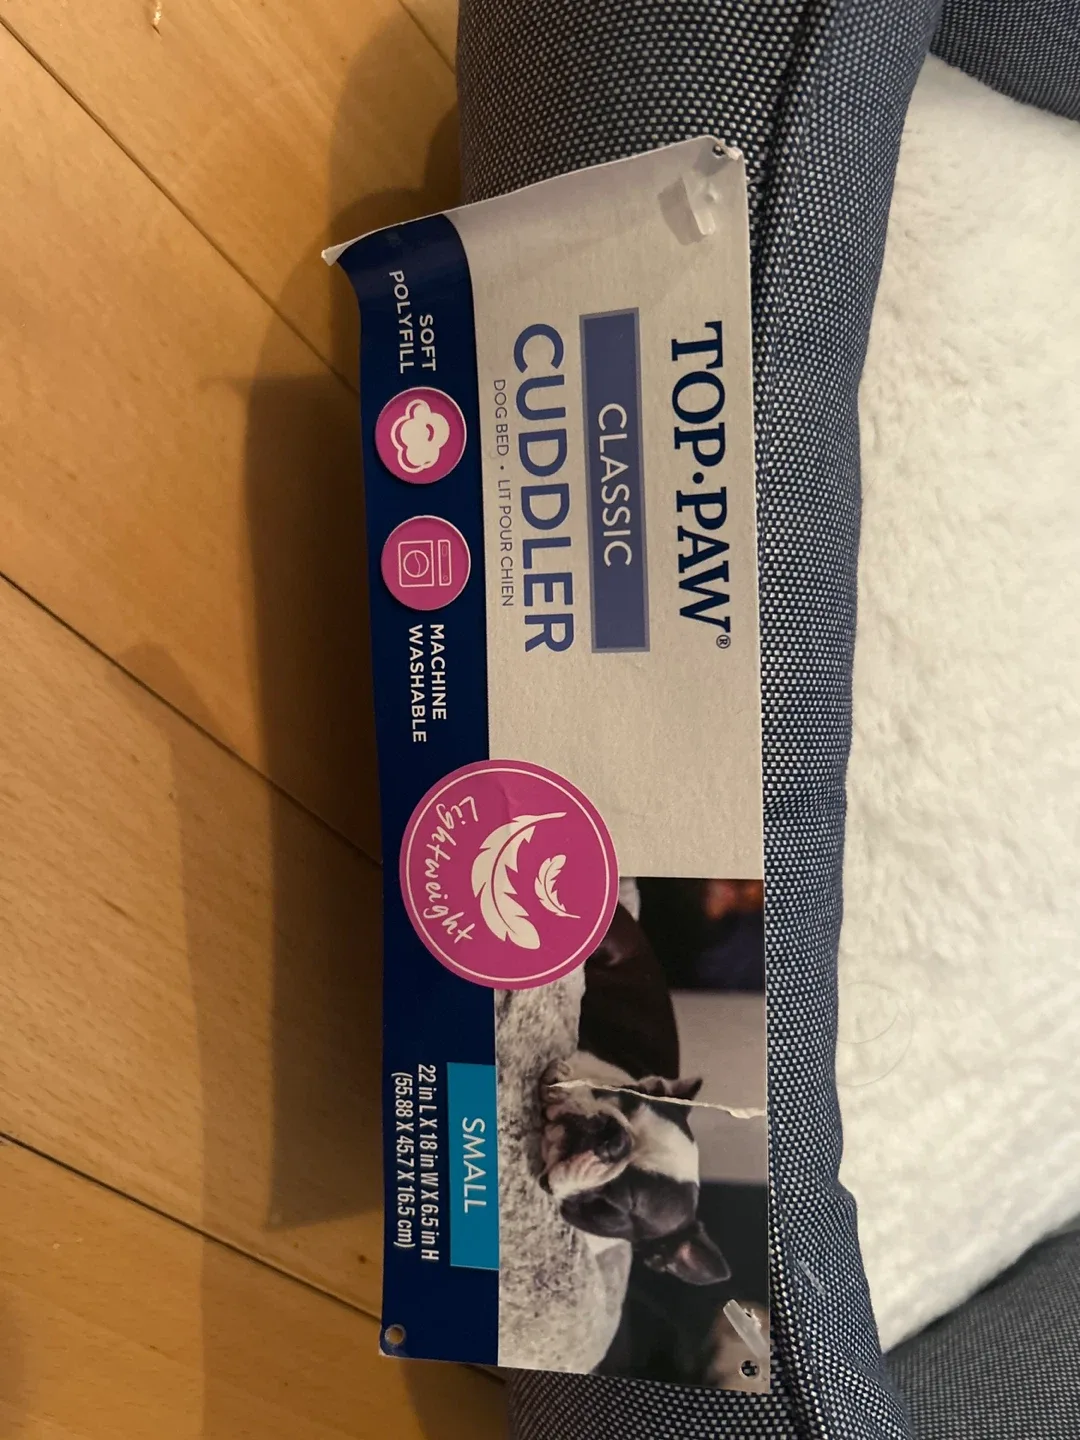 TOP•PAW®
CLASSIC
CUDDLER
DOG BED • LIT POUR CHIEN
SOFT
POLYFILL
MACHINE
WASHABLE
Lightweight
SMALL
22 in L X 18 in W X 6.5 in H
(55.88 X 45.7 X 16.5 cm)